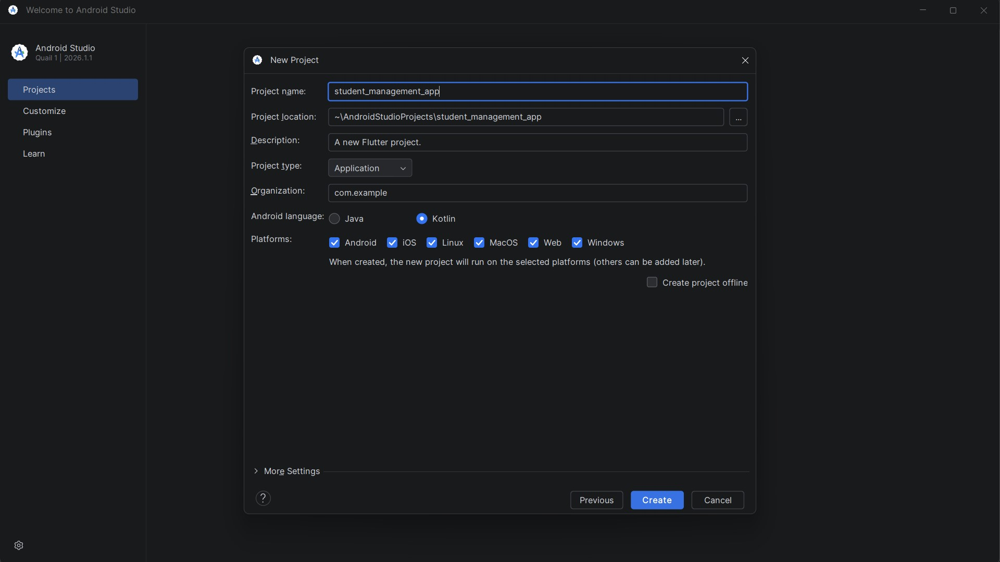 Welcome to Android Studio
Android Studio
Quail 1 | 2026.1.1
Projects
Customize
Plugins
Learn
New Project
Project name: student_management_app
Project location: ~\AndroidStudioProjects\student_management_app ...
Description: A new Flutter project.
Project type: Application
Organization: com.example
Android language: Java Kotlin
Platforms: Android iOS Linux MacOS Web Windows
When created, the new project will run on the selected platforms (others can be added later).
Create project offline
More Settings
? Previous Create Cancel